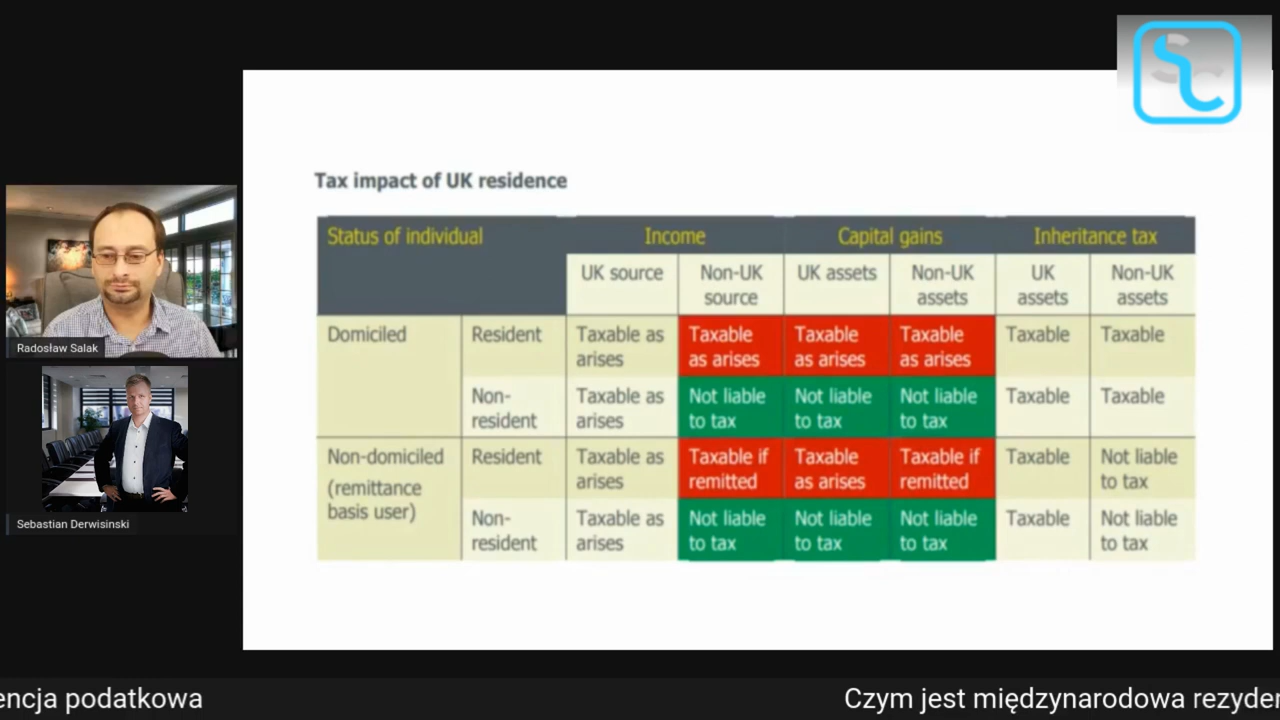 SC
Tax impact of UK residence
Status of individual Income Capital gains Inheritance tax
UK source Non-UK source UK assets Non-UK assets UK assets Non-UK assets
Domiciled Resident Taxable as arises Taxable as arises Taxable as arises Taxable as arises Taxable Taxable
Non-resident Taxable as arises Not liable to tax Not liable to tax Not liable to tax Taxable Taxable
Non-domiciled (remittance basis user) Resident Taxable as arises Taxable if remitted Taxable as arises Taxable if remitted Taxable Not liable to tax
Non-resident Taxable as arises Not liable to tax Not liable to tax Not liable to tax Taxable Not liable to tax
Radosław Salak
Sebastian Derwisinski
encja podatkowa Czym jest międzynarodowa rezyden